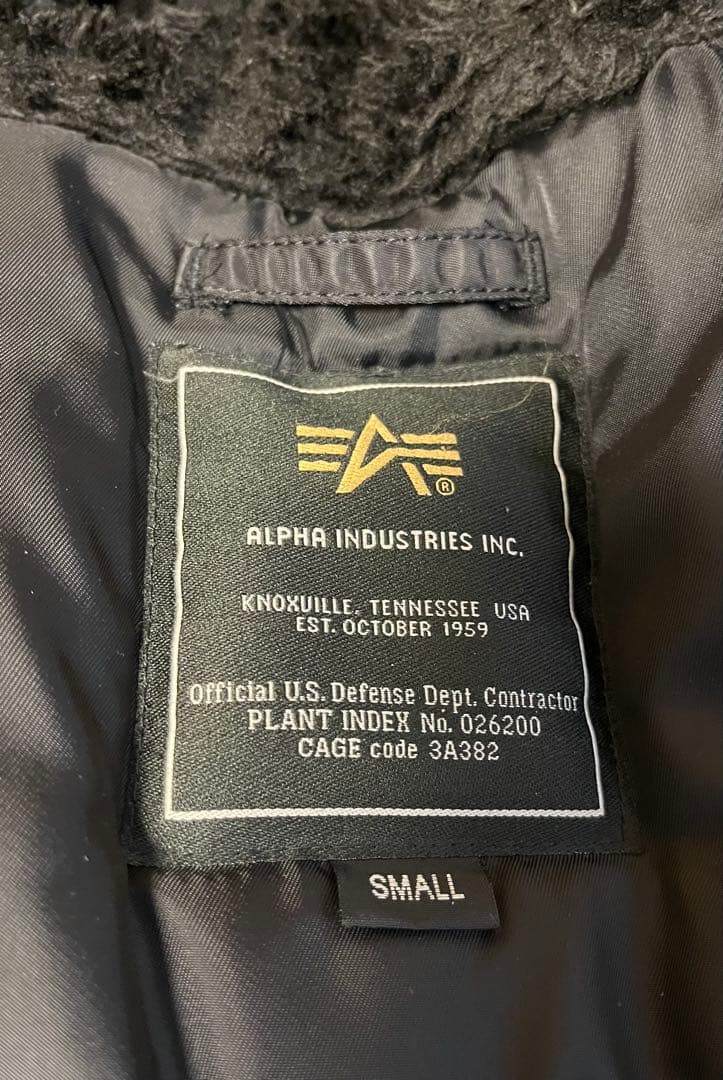 ®
ALPHA INDUSTRIES INC.
KNOXVILLE, TENNESSEE USA
EST. OCTOBER 1959
Official U.S. Defense Dept. Contractor
PLANT INDEX No. 026200
CAGE code 3A382
SMALL